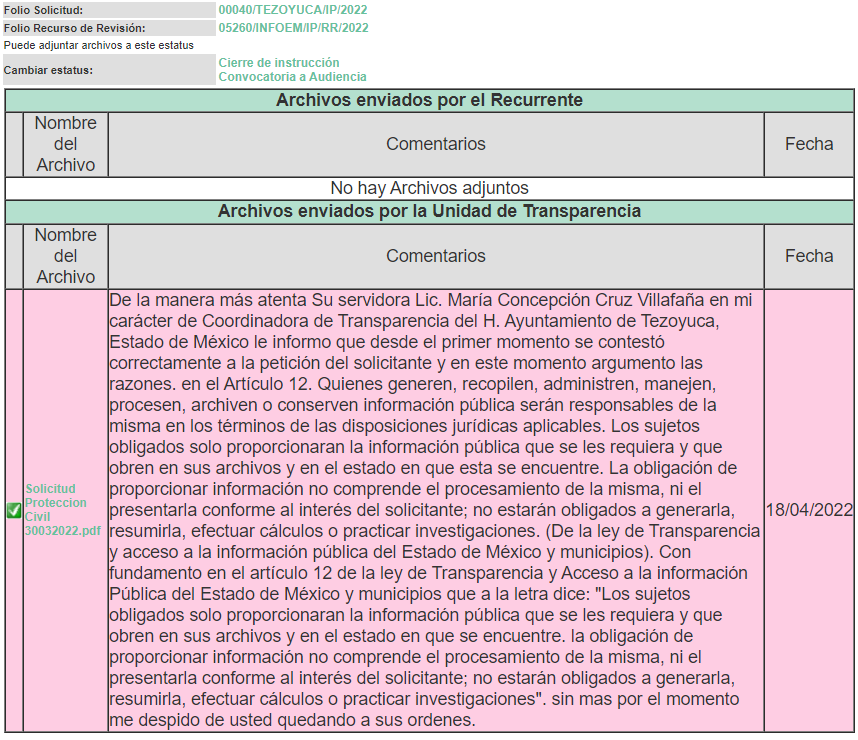 Folio Solicitud: 00040/TEZOYUCA/IP/2022
Folio Recurso de Revisión: 05260/INFOEM/IP/RR/2022
Puede adjuntar archivos a este estatus
Cambiar estatus:
Cierre de instrucción
Convocatoria a Audiencia
Archivos enviados por el Recurrente
Nombre
del
Archivo
Comentarios
Fecha
No hay Archivos adjuntos
Archivos enviados por la Unidad de Transparencia
Nombre
del
Archivo
Comentarios
Fecha
Solicitud
Proteccion
Civil
30032022.pdf
De la manera más atenta Su servidora Lic. María Concepción Cruz Villafaña en mi
carácter de Coordinadora de Transparencia del H. Ayuntamiento de Tezoyuca,
Estado de México le informo que desde el primer momento se contestó
correctamente a la petición del solicitante y en este momento argumento las
razones. en el Artículo 12. Quienes generen, recopilen, administren, manejen,
procesen, archiven o conserven información pública serán responsables de la
misma en los términos de las disposiciones jurídicas aplicables. Los sujetos
obligados solo proporcionaran la información pública que se les requiera y que
obren en sus archivos y en el estado en que esta se encuentre. La obligación de
proporcionar información no comprende el procesamiento de la misma, ni el
presentarla conforme al interés del solicitante; no estarán obligados a generarla,
resumirla, efectuar cálculos o practicar investigaciones. (De la ley de Transparencia
y acceso a la información pública del Estado de México y municipios). Con
fundamento en el artículo 12 de la ley de Transparencia y Acceso a la información
Pública del Estado de México y municipios que a la letra dice: "Los sujetos
obligados solo proporcionaran la información pública que se les requiera y que
obren en sus archivos y en el estado en que se encuentre. la obligación de
proporcionar información no comprende el procesamiento de la misma, ni el
presentarla conforme al interés del solicitante; no estarán obligados a generarla,
resumirla, efectuar cálculos o practicar investigaciones". sin mas por el momento
me despido de usted quedando a sus ordenes.
18/04/2022